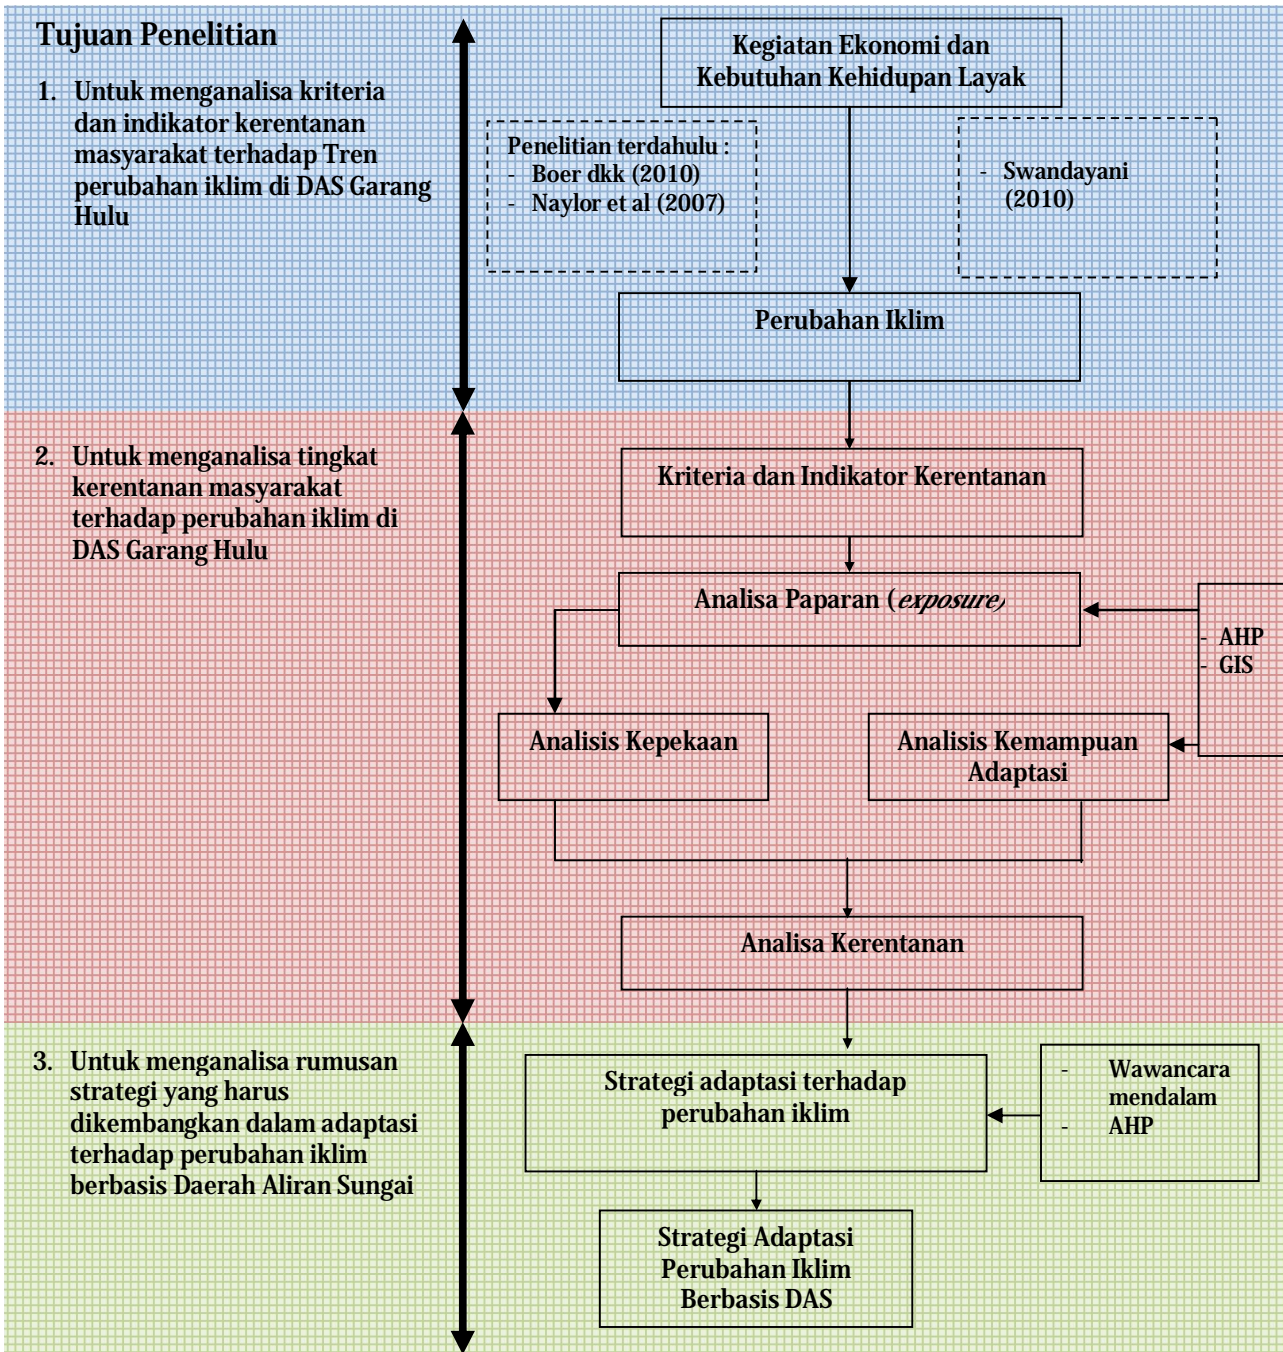 Tujuan Penelitian
1. Untuk menganalisa kriteria
dan indikator kerentanan
masyarakat terhadap Tren
perubahan iklim di DAS Garang
Hulu
Kegiatan Ekonomi dan
Kebutuhan Kehidupan Layak
Penelitian terdahulu :
- Boer dkk (2010)
- Naylor et al (2007)
- Swandayani
(2010)
Perubahan Iklim
2. Untuk menganalisa tingkat
kerentanan masyarakat
terhadap perubahan iklim di
DAS Garang Hulu
Kriteria dan Indikator Kerentanan
Analisa Paparan (exposure)
- AHP
- GIS
Analisis Kepekaan
Analisis Kemampuan
Adaptasi
Analisa Kerentanan
3. Untuk menganalisa rumusan
strategi yang harus
dikembangkan dalam adaptasi
terhadap perubahan iklim
berbasis Daerah Aliran Sungai
Strategi adaptasi terhadap
perubahan iklim
- Wawancara
mendalam
- AHP
Strategi Adaptasi
Perubahan Iklim
Berbasis DAS